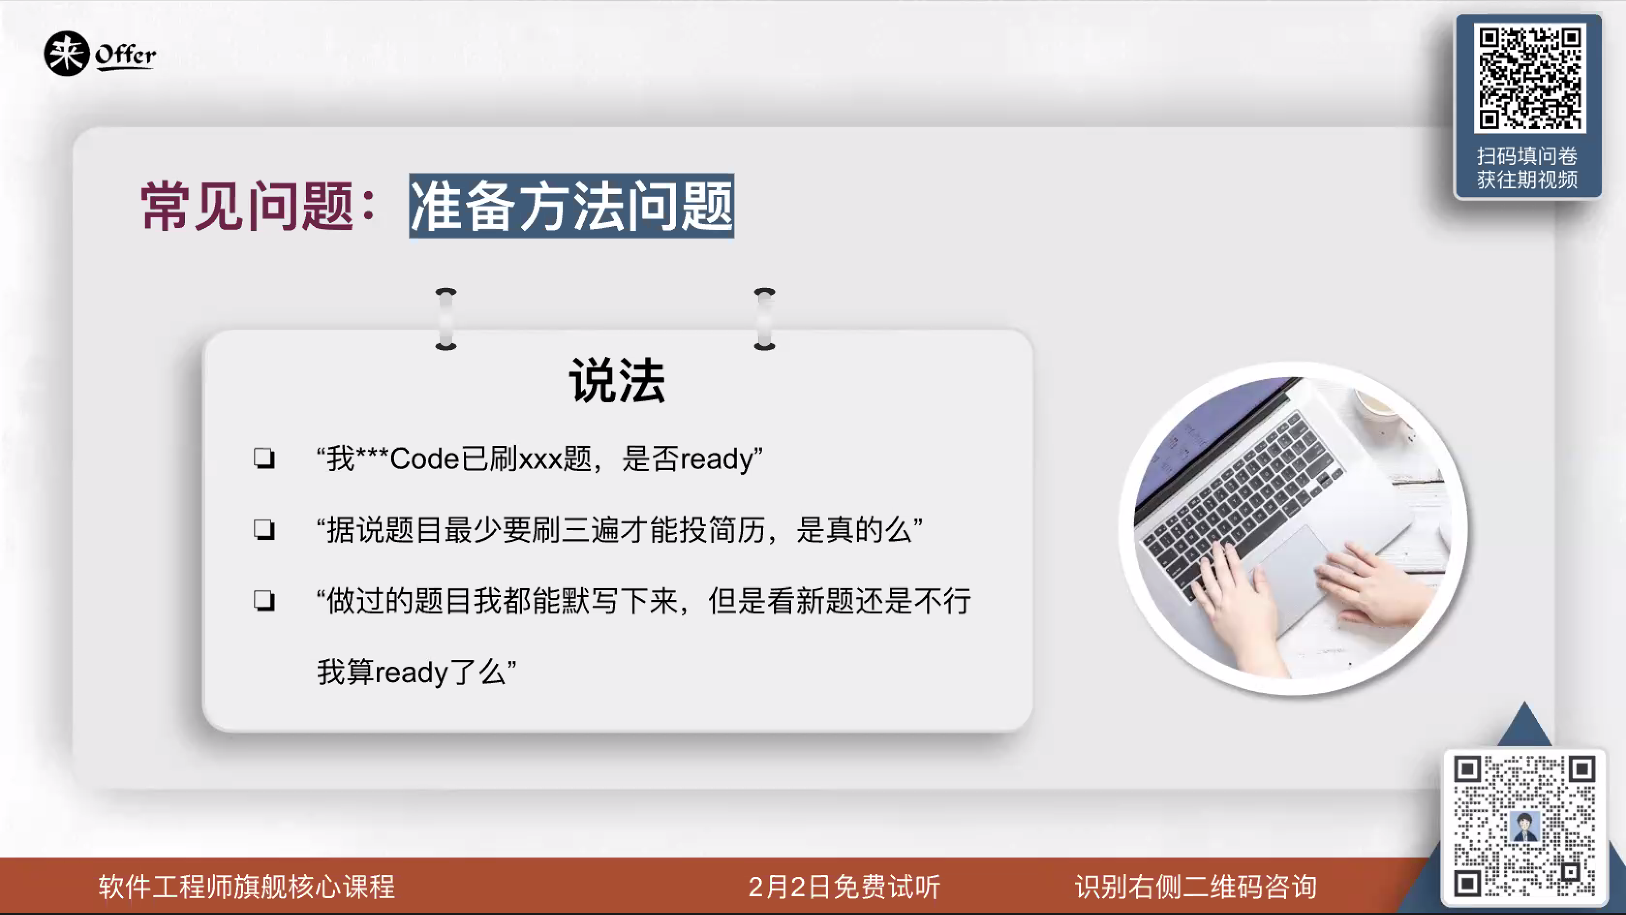 来 Offer
扫码填问卷
获往期视频
常见问题：准备方法问题
说法
“我***Code已刷xxx题，是否ready”
“据说题目最少要刷三遍才能投简历，是真的么”
“做过的题目我都能默写下来，但是看新题还是不行
我算ready了么”
软件工程师旗舰核心课程
2月2日免费试听
识别右侧二维码咨询